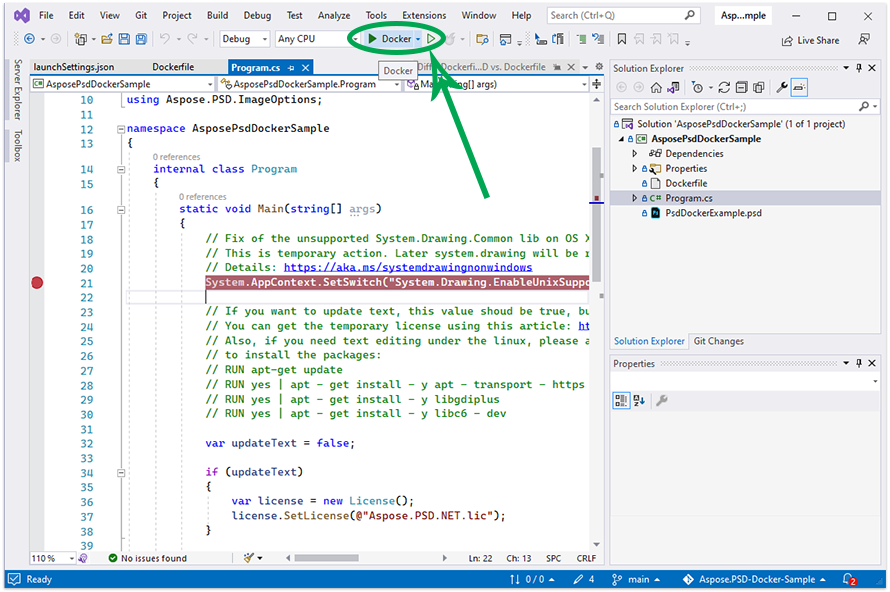 File Edit View Git Project Build Debug Test Analyze Tools Extensions Window Help Search (Ctrl+Q) Asp...mple
Debug Any CPU Docker Live Share
Docker
launchSettings.json Dockerfile Program.cs Diff Dockerfi...D vs. Dockerfile
AsposePsdDockerSample AsposePsdDockerSample.Program Main(string[] args)
Server Explorer
Toolbox
10 using Aspose.PSD.ImageOptions;
11
12 namespace AsposePsdDockerSample
13 {
0 references
14 internal class Program
15 {
0 references
16 static void Main(string[] args)
17 {
18 // Fix of the unsupported System.Drawing.Common lib on OS X
19 // This is temporary action. Later system.drawing will be r
20 // Details: https://aka.ms/systemdrawingnonwindows
21 System.AppContext.SetSwitch("System.Drawing.EnableUnixSuppo
22
23 // If you want to update text, this value shoud be true, bu
24 // You can get the temporary license using this article: ht
25 // Also, if you need text editing under the linux, please a
26 // to install the packages:
27 // RUN apt-get update
28 // RUN yes | apt - get install - y apt - transport - https
29 // RUN yes | apt - get install - y libgdiplus
30 // RUN yes | apt - get install - y libc6 - dev
31
32 var updateText = false;
33
34 if (updateText)
35 {
36 var license = new License();
37 license.SetLicense(@"Aspose.PSD.NET.lic");
38 }
39
110 % No issues found Ln: 22 Ch: 13 SPC CRLF
Solution Explorer
Search Solution Explorer (Ctrl+;)
Solution 'AsposePsdDockerSample' (1 of 1 project)
AsposePsdDockerSample
Dependencies
Properties
Dockerfile
C# Program.cs
PsdDockerExample.psd
Solution Explorer Git Changes
Properties
Ready 0 / 0 4 main Aspose.PSD-Docker-Sample 2